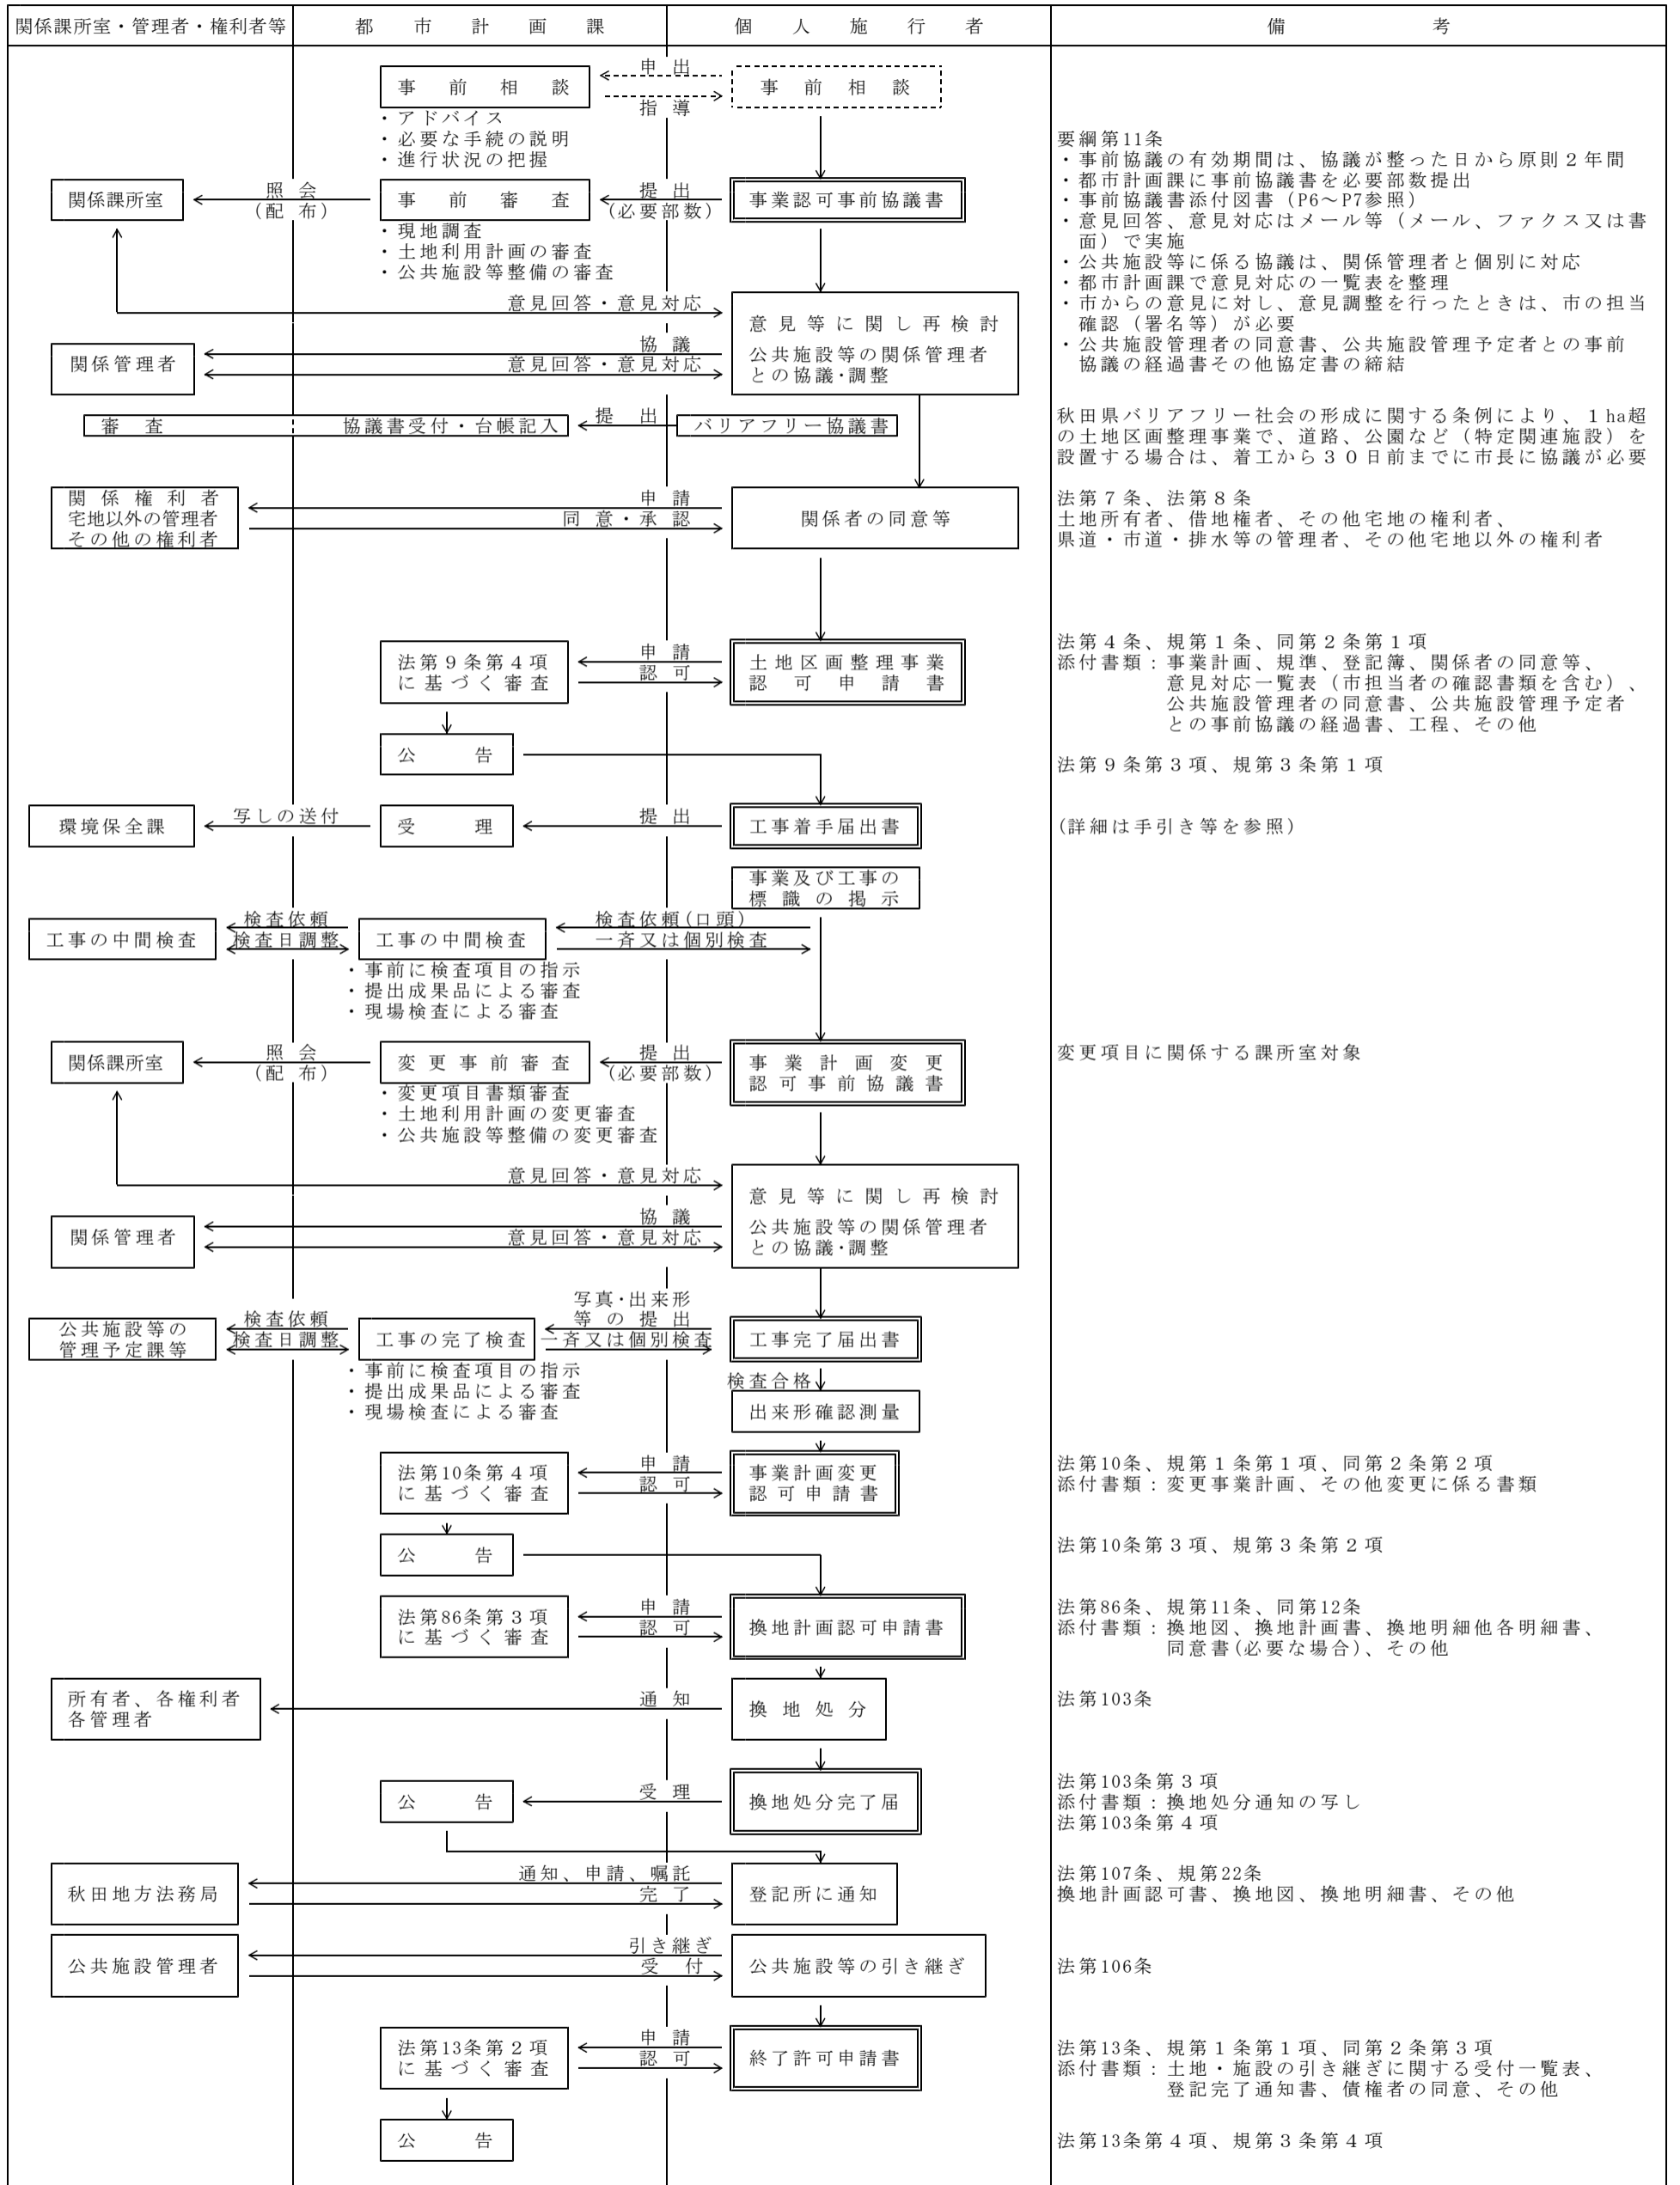 関係課所室・管理者・権利者等
都市計画課
個人施行者
備考
事前相談
申出
指導
事前相談
・アドバイス
・必要な手続の説明
・進行状況の把握
関係課所室
照会
(配布)
事前審査
提出
(必要部数)
事業認可事前協議書
・現地調査
・土地利用計画の審査
・公共施設等整備の審査
要綱第11条
・事前協議の有効期間は、協議が整った日から原則２年間
・都市計画課に事前協議書を必要部数提出
・事前協議書添付図書（P6～P7参照）
・意見回答、意見対応はメール等（メール、ファクス又は書
面）で実施
・公共施設等に係る協議は、関係管理者と個別に対応
・都市計画課で意見対応の一覧表を整理
・市からの意見に対し、意見調整を行ったときは、市の担当
確認（署名等）が必要
・公共施設管理者の同意書、公共施設管理予定者との事前
協議の経過書その他協定書の締結
意見回答・意見対応
意見等に関し再検討
公共施設等の関係管理者
との協議･調整
関係管理者
協議
意見回答・意見対応
審査
協議書受付・台帳記入
提出
バリアフリー協議書
秋田県バリアフリー社会の形成に関する条例により、１ha超
の土地区画整理事業で、道路、公園など（特定関連施設）を
設置する場合は、着工から３０日前までに市長に協議が必要
関係権利者
宅地以外の管理者
その他の権利者
申請
同意・承認
関係者の同意等
法第７条、法第８条
土地所有者、借地権者、その他宅地の権利者、
県道・市道・排水等の管理者、その他宅地以外の権利者
法第９条第４項
に基づく審査
申請
認可
土地区画整理事業
認可申請書
法第４条、規第１条、同第２条第１項
添付書類：事業計画、規準、登記簿、関係者の同意等、
意見対応一覧表（市担当者の確認書類を含む）、
公共施設管理者の同意書、公共施設管理予定者
との事前協議の経過書、工程、その他
公告
法第９条第３項、規第３条第１項
環境保全課
写しの送付
受理
提出
工事着手届出書
(詳細は手引き等を参照)
事業及び工事の
標識の掲示
工事の中間検査
検査依頼
検査日調整
工事の中間検査
検査依頼(口頭)
一斉又は個別検査
・事前に検査項目の指示
・提出成果品による審査
・現場検査による審査
関係課所室
照会
(配布)
変更事前審査
提出
(必要部数)
事業計画変更
認可事前協議書
変更項目に関係する課所室対象
・変更項目書類審査
・土地利用計画の変更審査
・公共施設等整備の変更審査
意見回答・意見対応
意見等に関し再検討
公共施設等の関係管理者
との協議･調整
関係管理者
協議
意見回答・意見対応
公共施設等の
管理予定課等
検査依頼
検査日調整
工事の完了検査
写真･出来形
等の提出
一斉又は個別検査
工事完了届出書
・事前に検査項目の指示
・提出成果品による審査
・現場検査による審査
検査合格
出来形確認測量
法第10条第４項
に基づく審査
申請
認可
事業計画変更
認可申請書
法第10条、規第１条第１項、同第２条第２項
添付書類：変更事業計画、その他変更に係る書類
公告
法第10条第３項、規第３条第２項
法第86条第３項
に基づく審査
申請
認可
換地計画認可申請書
法第86条、規第11条、同第12条
添付書類：換地図、換地計画書、換地明細他各明細書、
同意書(必要な場合)、その他
所有者、各権利者
各管理者
通知
換地処分
法第103条
公告
受理
換地処分完了届
法第103条第３項
添付書類：換地処分通知の写し
法第103条第４項
秋田地方法務局
通知、申請、嘱託
完了
登記所に通知
法第107条、規第22条
換地計画認可書、換地図、換地明細書、その他
公共施設管理者
引き継ぎ
受付
公共施設等の引き継ぎ
法第106条
法第13条第２項
に基づく審査
申請
認可
終了許可申請書
法第13条、規第１条第１項、同第２条第３項
添付書類：土地・施設の引き継ぎに関する受付一覧表、
登記完了通知書、債権者の同意、その他
公告
法第13条第４項、規第３条第４項